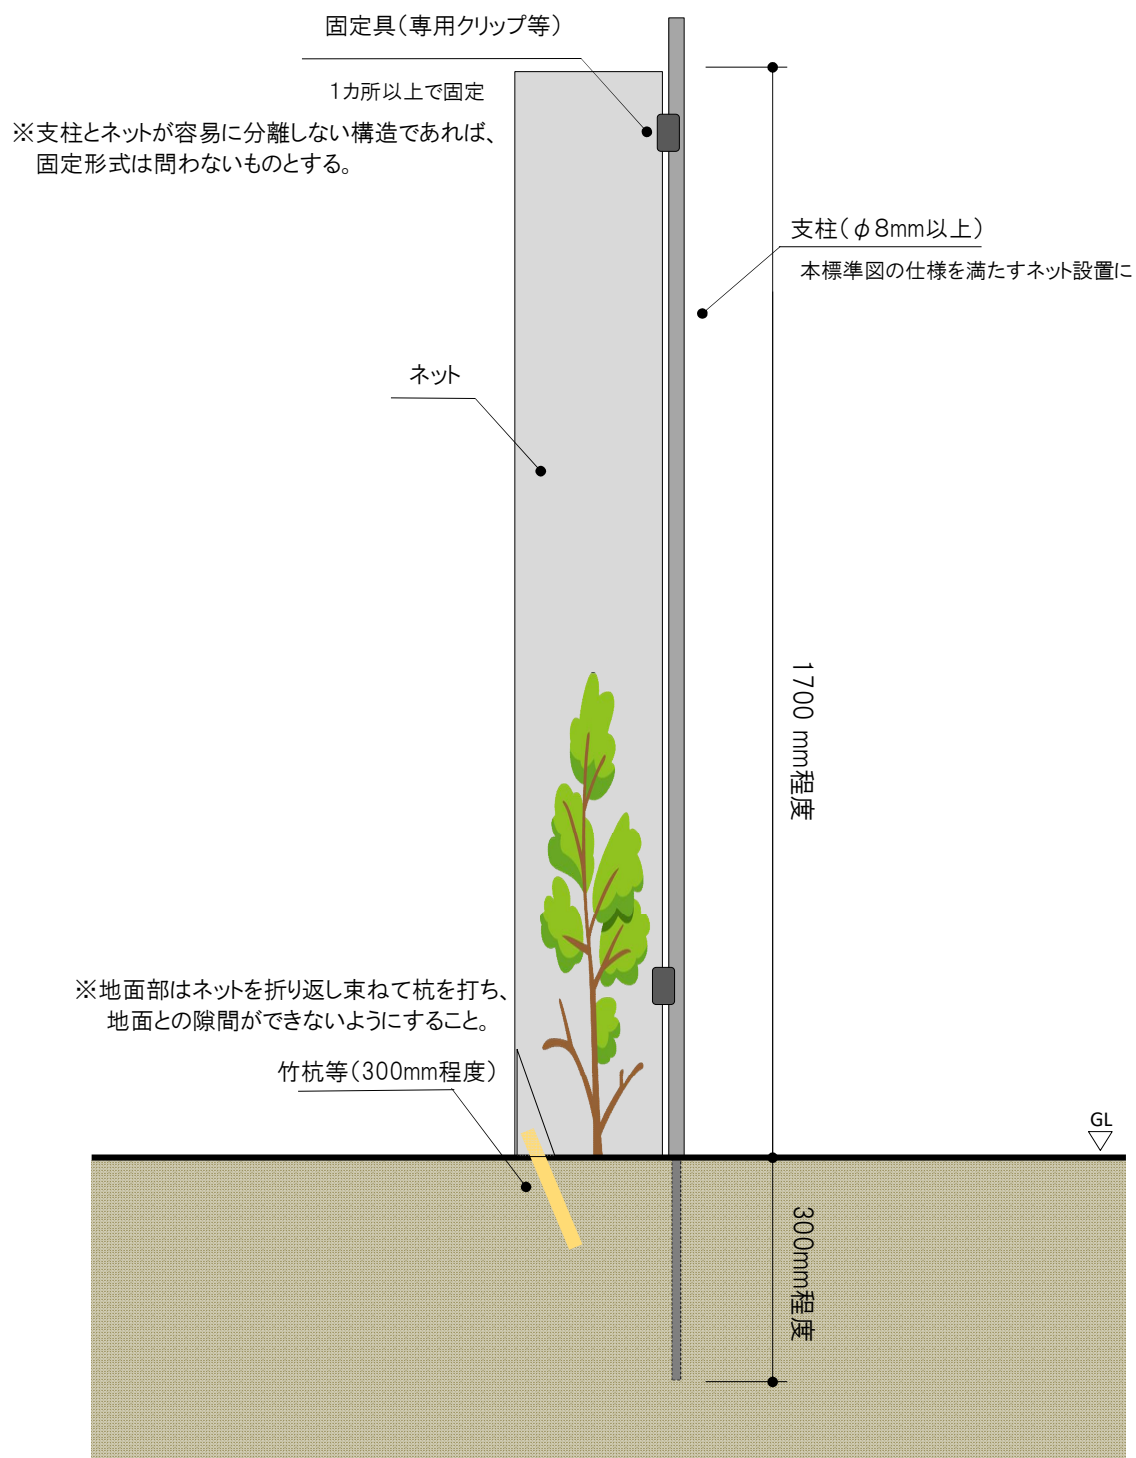 固定具(専用クリップ等)
1カ所以上で固定
※支柱とネットが容易に分離しない構造であれば、
固定形式は問わないものとする。
支柱(φ8mm以上)
本標準図の仕様を満たすネット設置に
ネット
1700 mm程度
※地面部はネットを折り返し束ねて杭を打ち、
地面との隙間ができないようにすること。
竹杭等(300mm程度)
GL
300mm程度